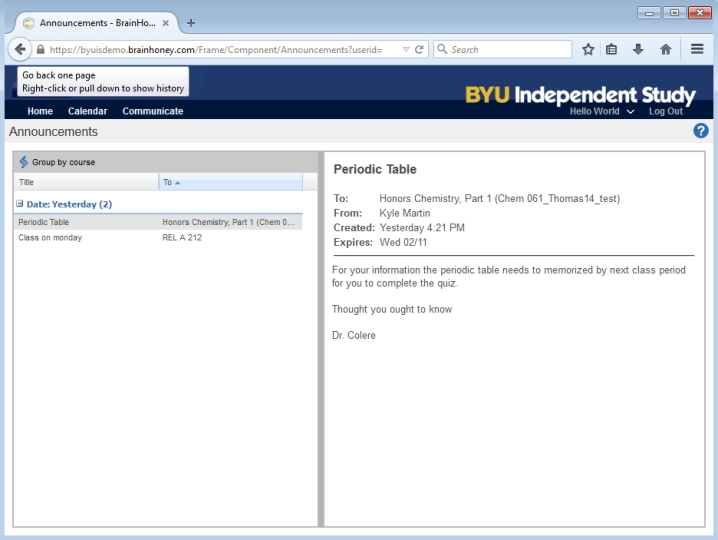 Announcements - BrainHo...
https://byuisdemo.brainhoney.com/Frame/Component/Announcements?userid=
Search
Go back one page
Right-click or pull down to show history
BYU Independent Study
Home Calendar Communicate
Hello World Log Out
Announcements
?
Group by course
Title To
Date: Yesterday (2)
Periodic Table Honors Chemistry, Part 1 (Chem 0...
Class on monday REL A 212
Periodic Table
To: Honors Chemistry, Part 1 (Chem 061_Thomas14_test)
From: Kyle Martin
Created: Yesterday 4:21 PM
Expires: Wed 02/11
For your information the periodic table needs to memorized by next class period
for you to complete the quiz.
Thought you ought to know
Dr. Colere